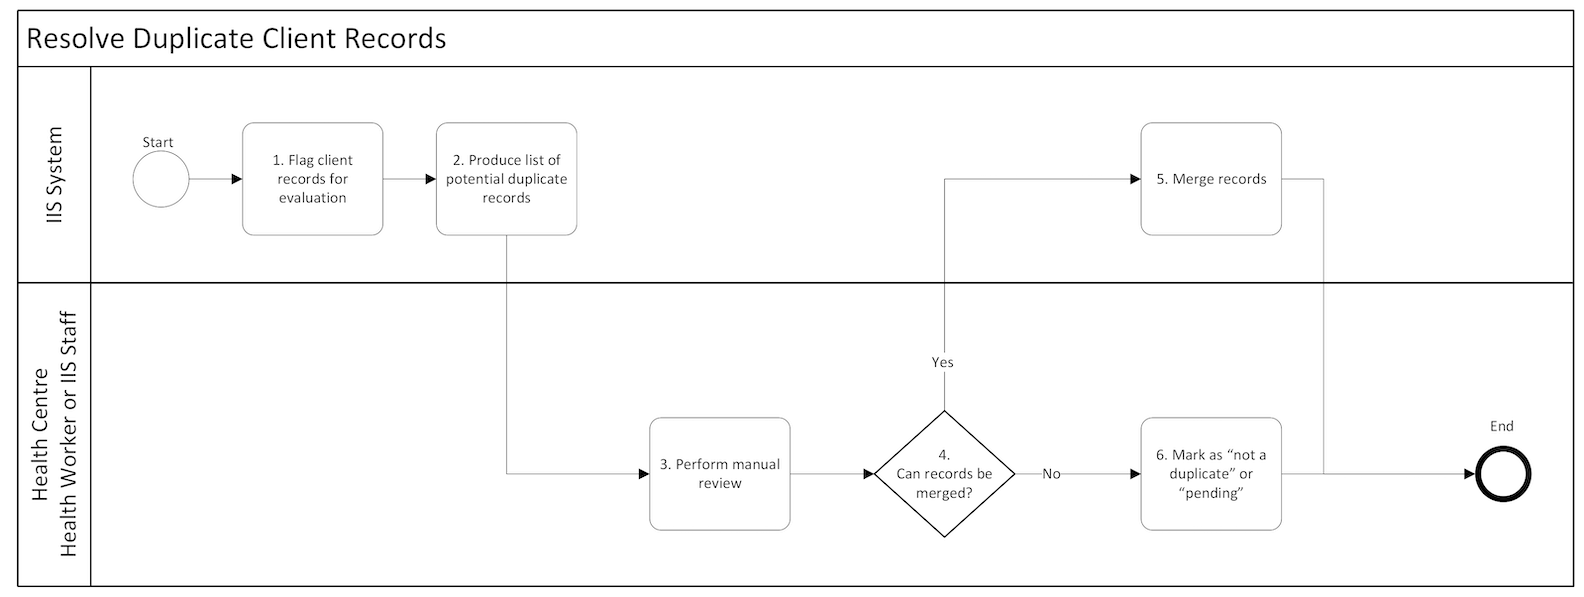 Resolve Duplicate Client Records
IIS System
Start
1. Flag client
records for
evaluation
2. Produce list of
potential duplicate
records
5. Merge records
Health Centre
Health Worker or IIS Staff
3. Perform manual
review
Yes
4.
Can records be
merged?
No
6. Mark as “not a
duplicate” or
“pending”
End